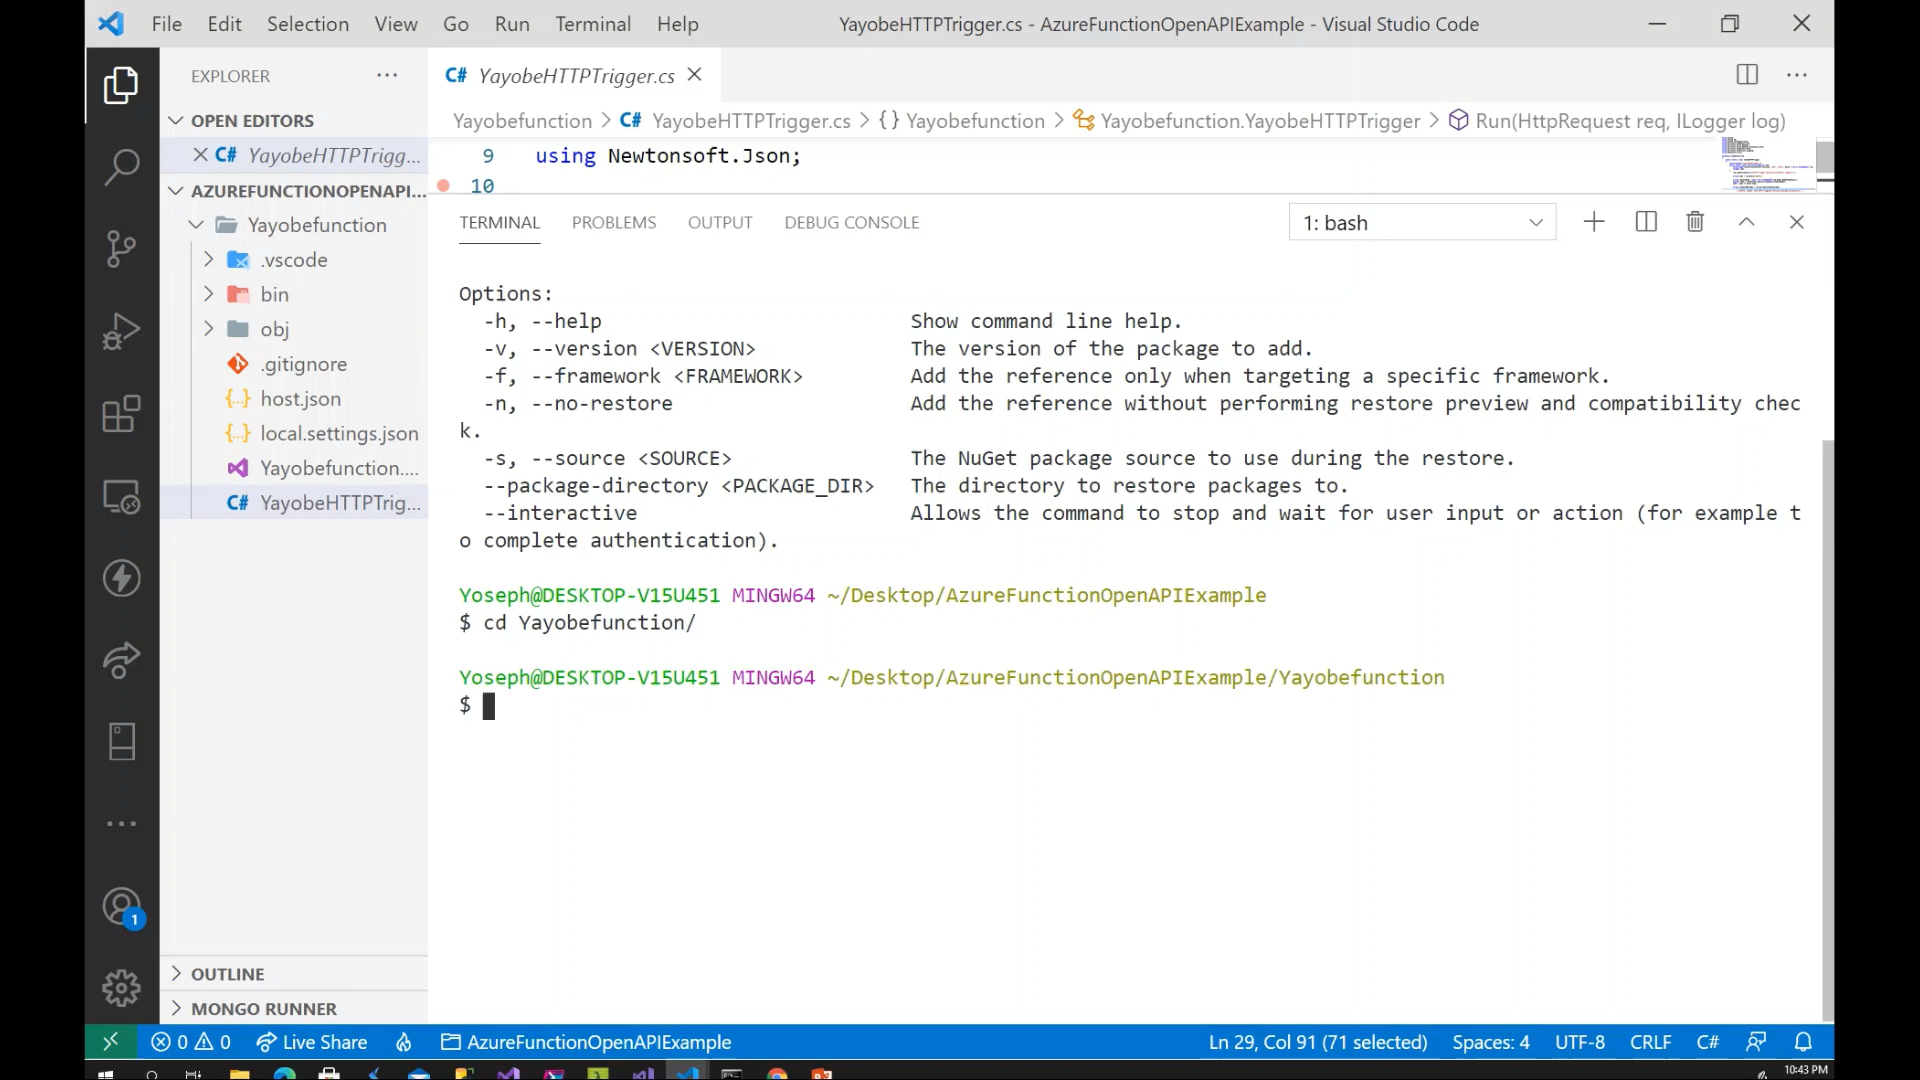 File Edit Selection View Go Run Terminal Help YayobeHTTPTrigger.cs - AzureFunctionOpenAPIExample - Visual Studio Code
EXPLORER
OPEN EDITORS
C# YayobeHTTPTrigg...
AZUREFUNCTIONOPENAPI...
Yayobefunction
.vscode
bin
obj
.gitignore
{..} host.json
{..} local.settings.json
Yayobefunction....
C# YayobeHTTPTrig...
OUTLINE
MONGO RUNNER
1
C# YayobeHTTPTrigger.cs
Yayobefunction > C# YayobeHTTPTrigger.cs > {} Yayobefunction > Yayobefunction.YayobeHTTPTrigger > Run(HttpRequest req, ILogger log)
9 using Newtonsoft.Json;
10
TERMINAL PROBLEMS OUTPUT DEBUG CONSOLE 1: bash
Options:
-h, --help Show command line help.
-v, --version <VERSION> The version of the package to add.
-f, --framework <FRAMEWORK> Add the reference only when targeting a specific framework.
-n, --no-restore Add the reference without performing restore preview and compatibility chec
k.
-s, --source <SOURCE> The NuGet package source to use during the restore.
--package-directory <PACKAGE_DIR> The directory to restore packages to.
--interactive Allows the command to stop and wait for user input or action (for example t
o complete authentication).
Yoseph@DESKTOP-V15U451 MINGW64 ~/Desktop/AzureFunctionOpenAPIExample
$ cd Yayobefunction/
Yoseph@DESKTOP-V15U451 MINGW64 ~/Desktop/AzureFunctionOpenAPIExample/Yayobefunction
$
0 0 Live Share AzureFunctionOpenAPIExample Ln 29, Col 91 (71 selected) Spaces: 4 UTF-8 CRLF C#
10:43 PM